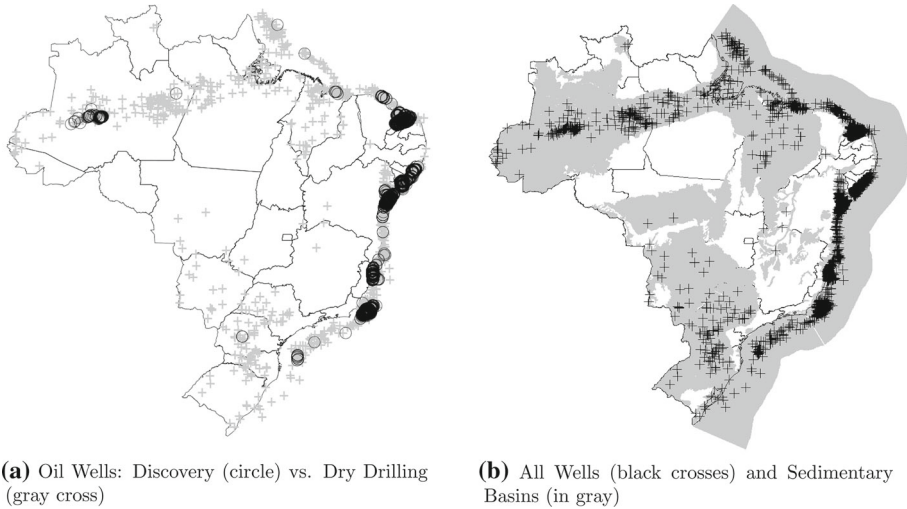 (a) Oil Wells: Discovery (circle) vs. Dry Drilling
(gray cross)
(b) All Wells (black crosses) and Sedimentary
Basins (in gray)